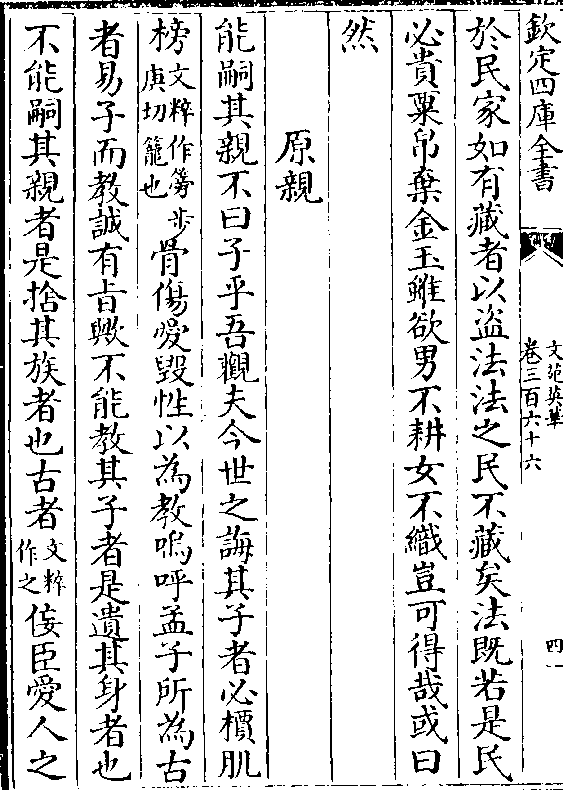 欽定四庫全書
文苑英華
卷三百六十六
四
於民家如有藏者以盗法法之民不藏矣法既若是民
必貴粟帛棄金玉雖欲男不耕女不織豈可得哉或曰
然
原親
能嗣其親不曰子乎吾觀夫今世之誨其子者必櫝肌
榜文粹作篣步庚切籠也骨傷愛毀性以為教嗚呼孟子所為古
者易子而教誠有㫖歟不能教其子者是遺其身者也
不能嗣其親者是捨其族者也古者文粹作之佞臣愛人之